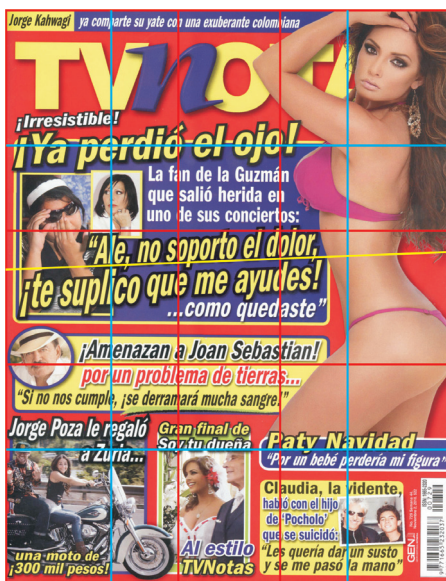 Jorge Kahwagi ya comparte su yate con una exuberante colombiana
TVnOTA
¡Irresistible!
¡Ya perdió el ojo!
La fan de la Guzmán
que salió herida en
uno de sus conciertos:
"Ale, no soporto el dolor,
¡te suplico que me ayudes!
...como quedaste"
¡Amenazan a Joan Sebastian!
por un problema de tierras...
"Si no nos cumple, ¡se derramará mucha sangre!"
Jorge Poza le regaló
a Zuria...
una moto de
¡300 mil pesos!
Gran final de
Soy tu dueña
Al estilo
TVNotas
Paty Navidad
"Por un bebé perdería mi figura"
Claudia, la vidente,
habló con el hijo
de 'Pocholo'
que se suicidó:
"Les quería dar un susto
y se me pasó la mano"